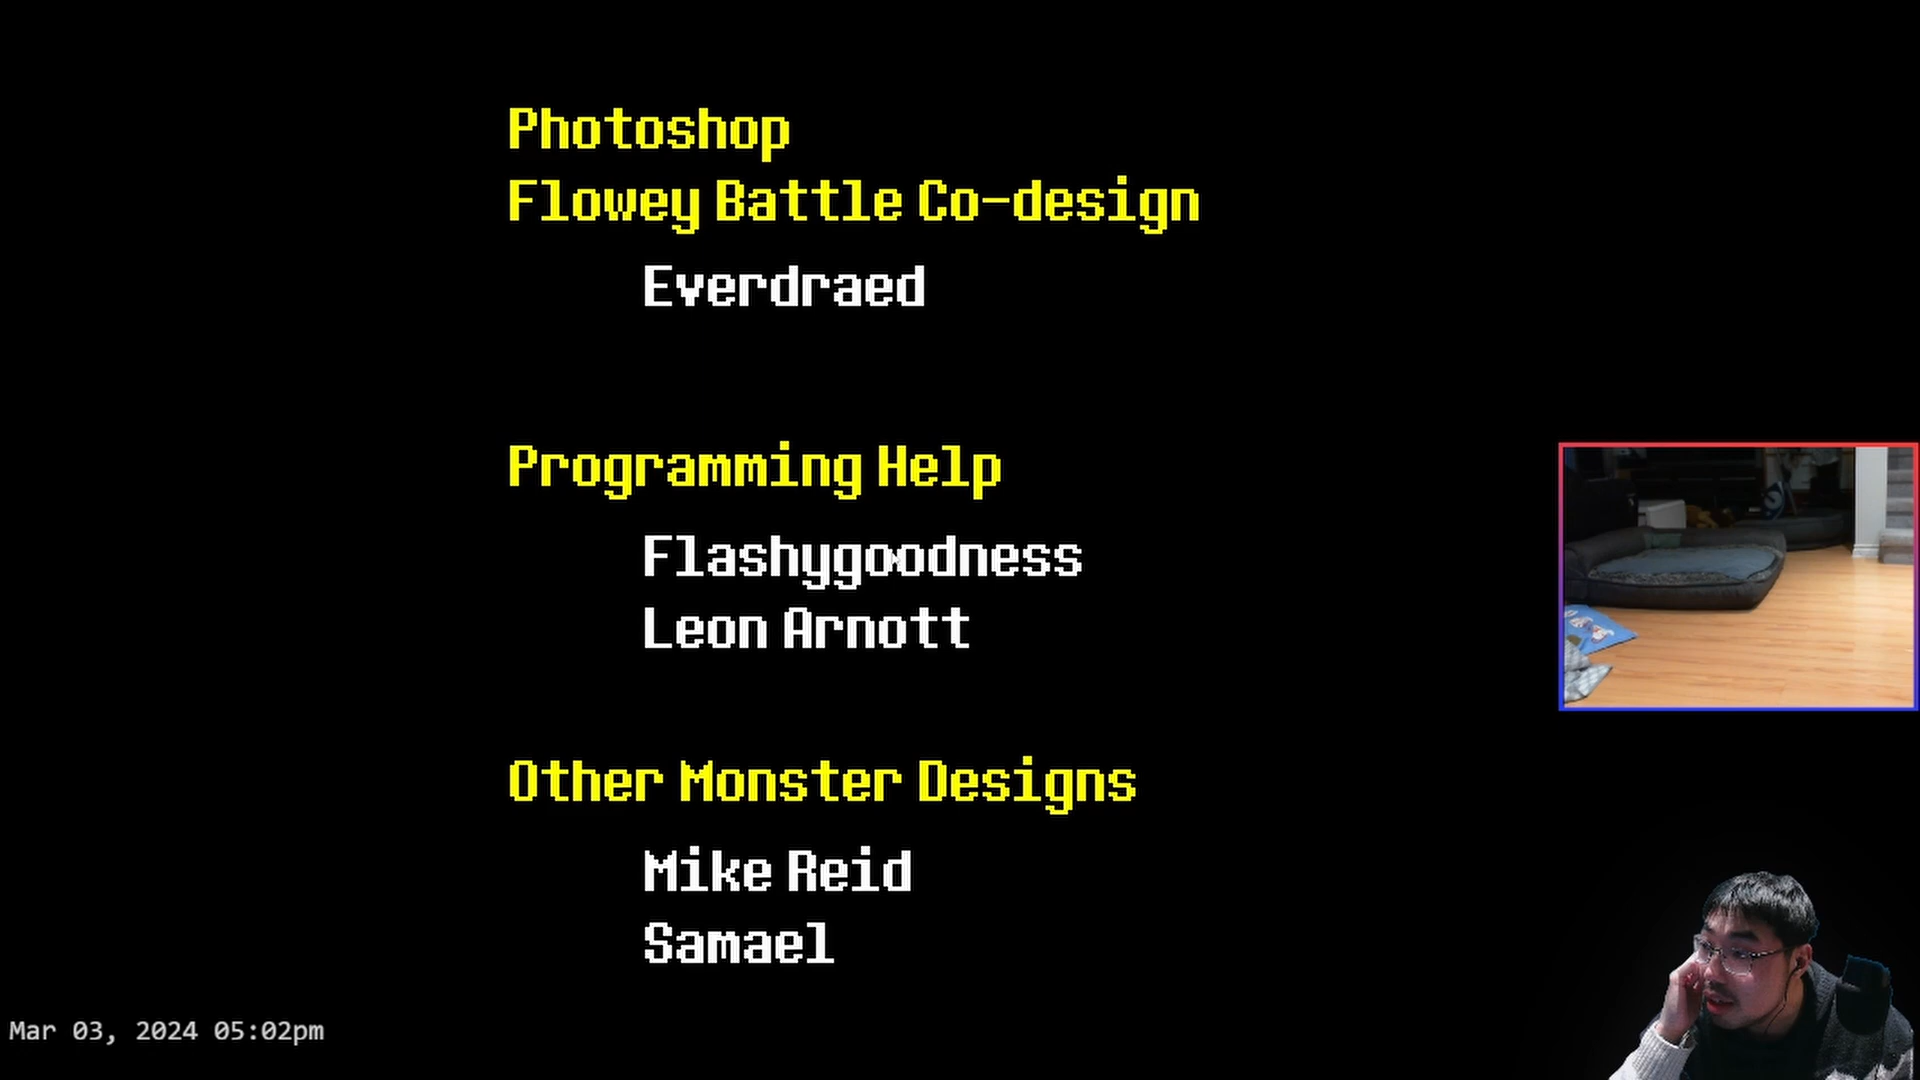 Photoshop
Flowey Battle Co-design
Everdraed
Programming Help
Flashygoodness
Leon Arnott
Other Monster Designs
Mike Reid
Samael
Mar 03, 2024 05:02pm